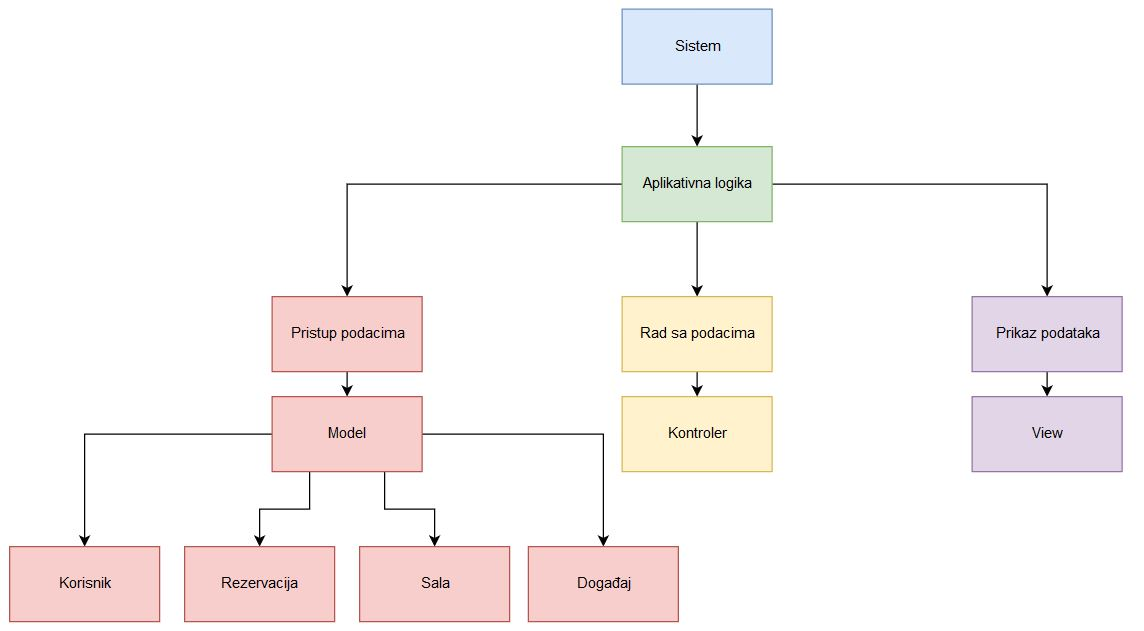 Sistem
Aplikativna logika
Pristup podacima
Rad sa podacima
Prikaz podataka
Model
Kontroler
View
Korisnik
Rezervacija
Sala
Događaj